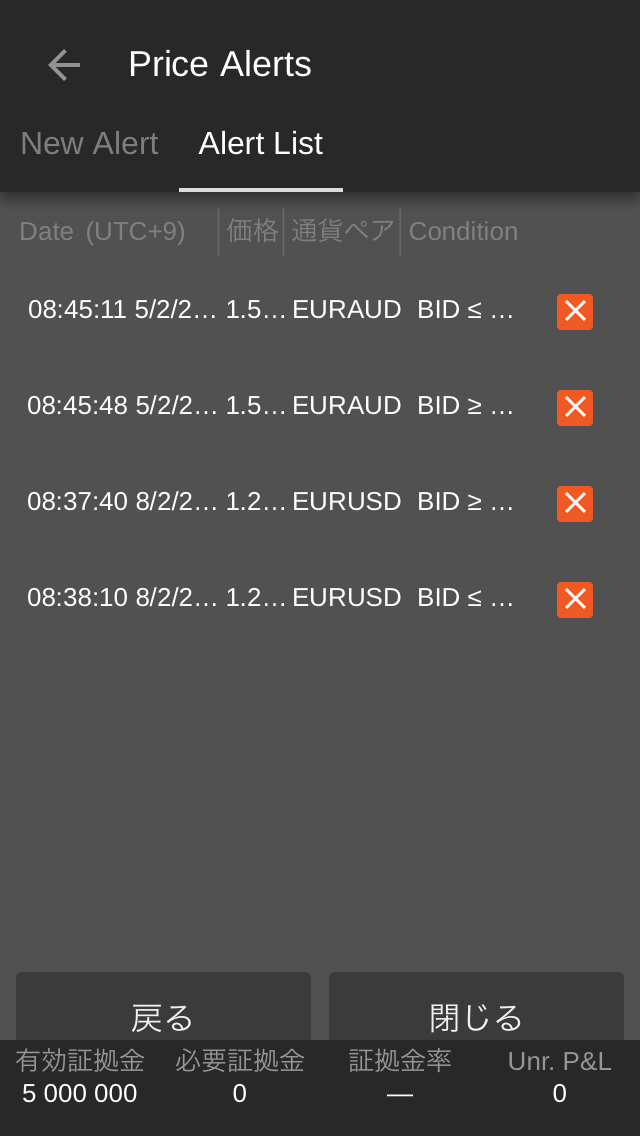 Price Alerts
New Alert Alert List
Date (UTC+9) 価格 通貨ペア Condition
08:45:11 5/2/2... 1.5... EURAUD BID ≤ ...
08:45:48 5/2/2... 1.5... EURAUD BID ≥ ...
08:37:40 8/2/2... 1.2... EURUSD BID ≥ ...
08:38:10 8/2/2... 1.2... EURUSD BID ≤ ...
戻る 閉じる
有効証拠金 必要証拠金 証拠金率 Unr. P&L
5 000 000 0 — 0